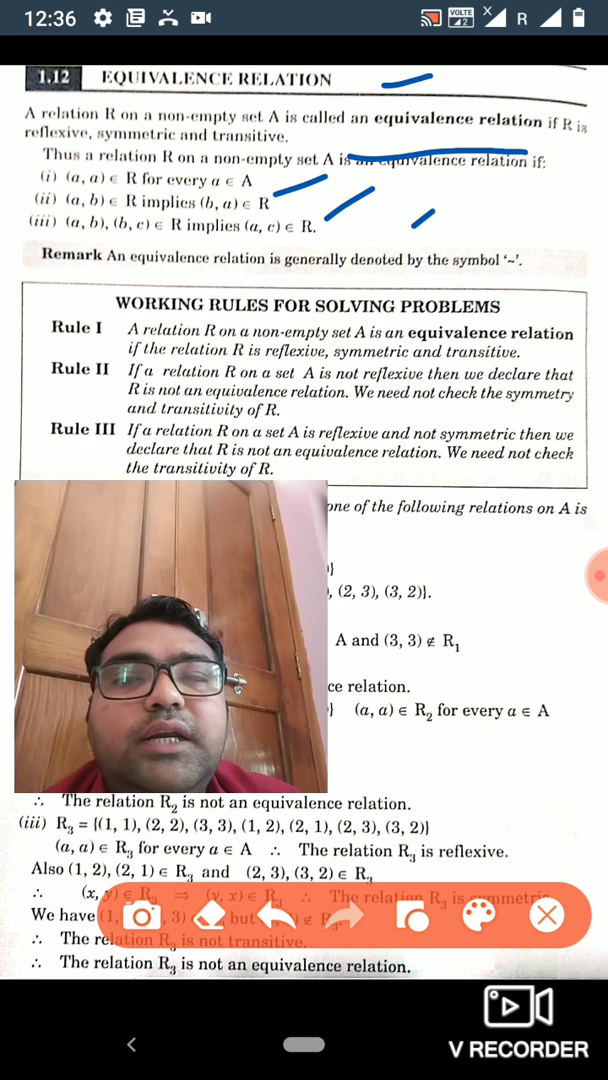 12:36
VOLTE
R
1.12 EQUIVALENCE RELATION
A relation R on a non-empty set A is called an equivalence relation if R is
reflexive, symmetric and transitive.
Thus a relation R on a non-empty set A is an equivalence relation if:
(i) (a, a) ∈ R for every a ∈ A
(ii) (a, b) ∈ R implies (b, a) ∈ R
(iii) (a, b), (b, c) ∈ R implies (a, c) ∈ R.
Remark An equivalence relation is generally denoted by the symbol '~'.
WORKING RULES FOR SOLVING PROBLEMS
Rule I A relation R on a non-empty set A is an equivalence relation
if the relation R is reflexive, symmetric and transitive.
Rule II If a relation R on a set A is not reflexive then we declare that
R is not an equivalence relation. We need not check the symmetry
and transitivity of R.
Rule III If a relation R on a set A is reflexive and not symmetric then we
declare that R is not an equivalence relation. We need not check
the transitivity of R.
one of the following relations on A is
)}
, (2, 3), (3, 2)}.
A and (3, 3) ∉ R₁
ce relation.
} (a, a) ∈ R₂ for every a ∈ A
∴ The relation R₂ is not an equivalence relation.
(iii) R₃ = {(1, 1), (2, 2), (3, 3), (1, 2), (2, 1), (2, 3), (3, 2)}
(a, a) ∈ R₃ for every a ∈ A ∴ The relation R₃ is reflexive.
Also (1, 2), (2, 1) ∈ R₃ and (2, 3), (3, 2) ∈ R₃
∴ (x, y) ∈ R₃ ⇒ (y, x) ∈ R₃ ∴ The relation R₃ is symmetric.
We have (1, 3) but ∉ R₃.
∴ The relation R₃ is not transitive.
∴ The relation R₃ is not an equivalence relation.
V RECORDER